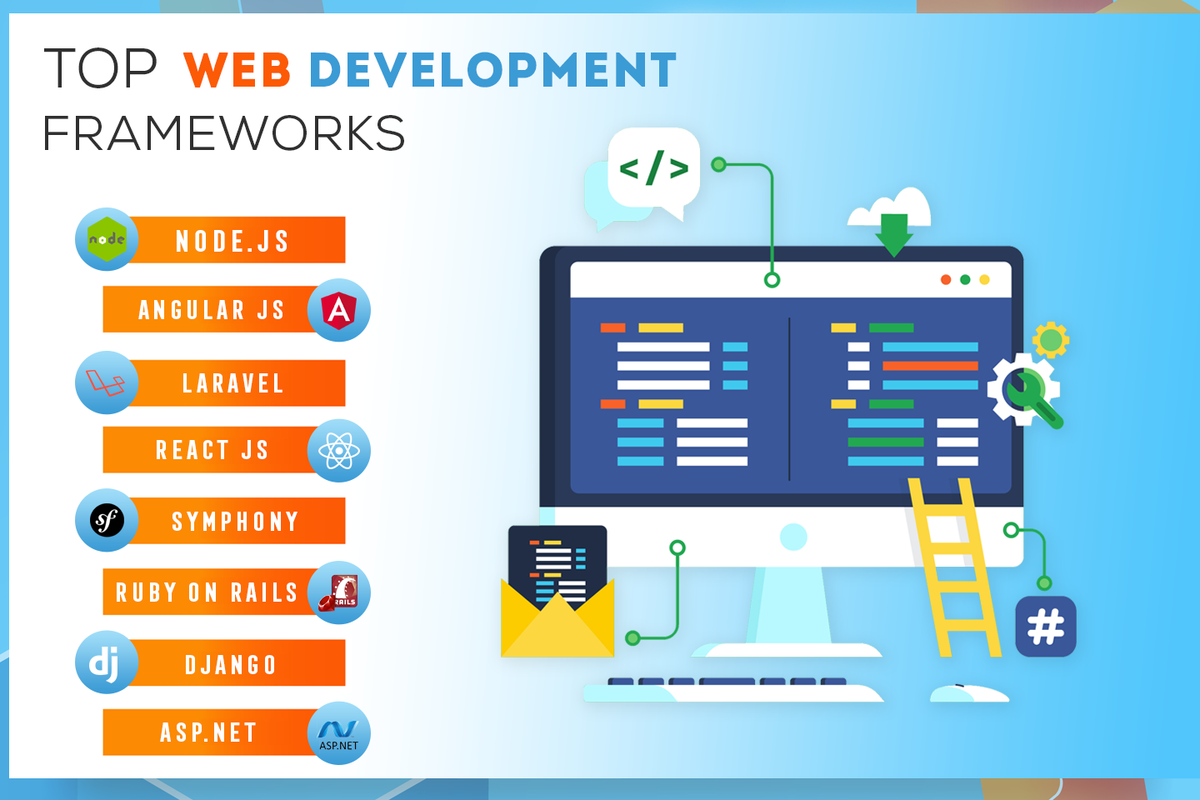 TOP WEB DEVELOPMENT
FRAMEWORKS
</>
node
NODE.JS
ANGULAR JS
A
LARAVEL
REACT JS
sf
SYMPHONY
RUBY ON RAILS
RAILS
dj
DJANGO
#
ASP.NET
ASP.NET